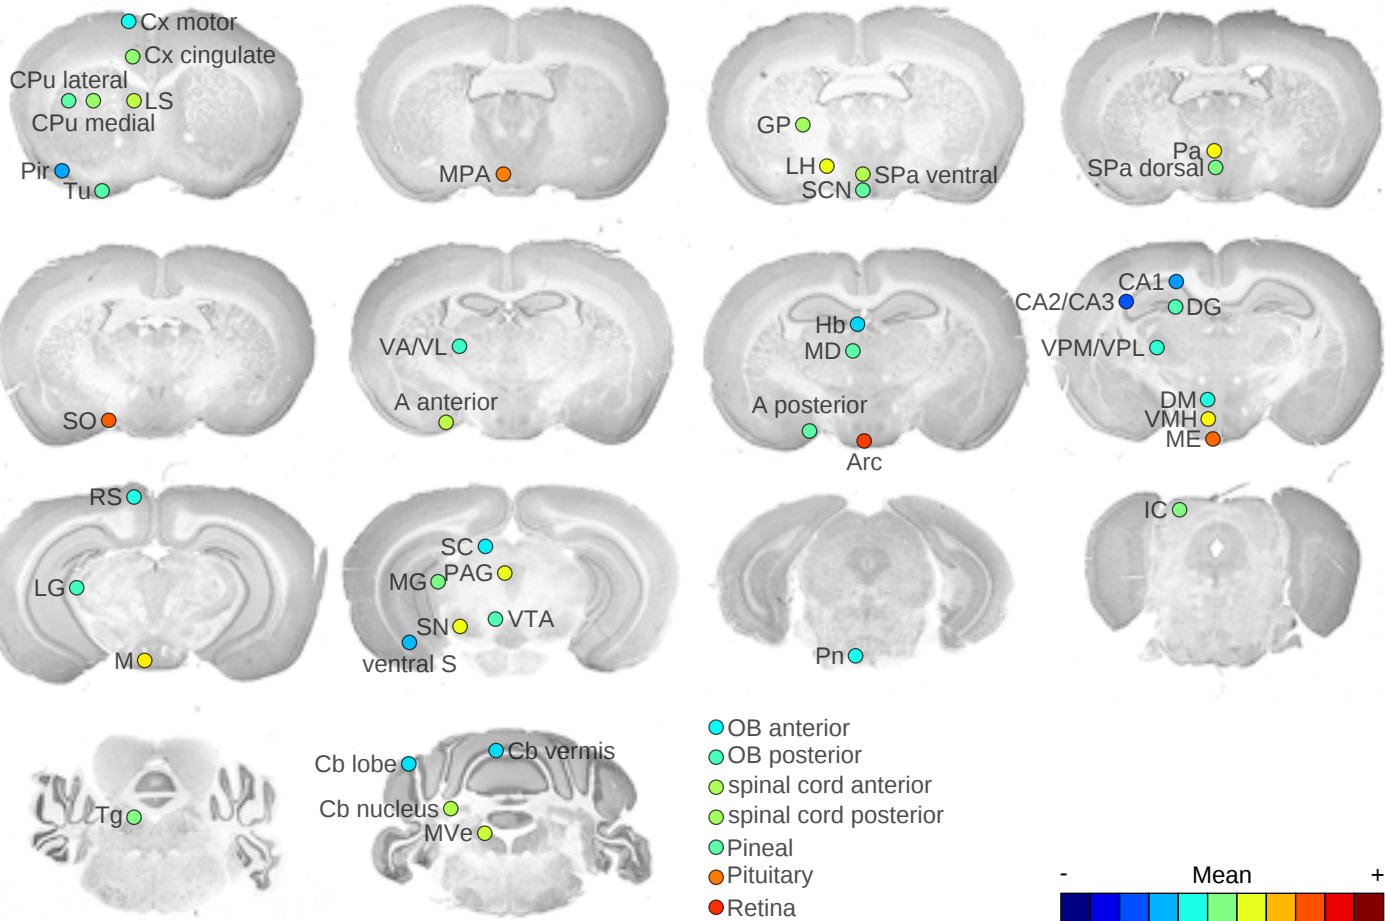 Cx motor
Cx cingulate
CPu lateral
LS
CPu medial
Pir
Tu
MPA
GP
LH
SPa ventral
SCN
Pa
SPa dorsal
SO
VA/VL
A anterior
Hb
MD
A posterior
Arc
CA1
CA2/CA3
DG
VPM/VPL
DM
VMH
ME
RS
LG
M
SC
MG
PAG
SN
VTA
ventral S
Pn
IC
Tg
Cb lobe
Cb vermis
Cb nucleus
MVe
OB anterior
OB posterior
spinal cord anterior
spinal cord posterior
Pineal
Pituitary
Retina
- Mean +